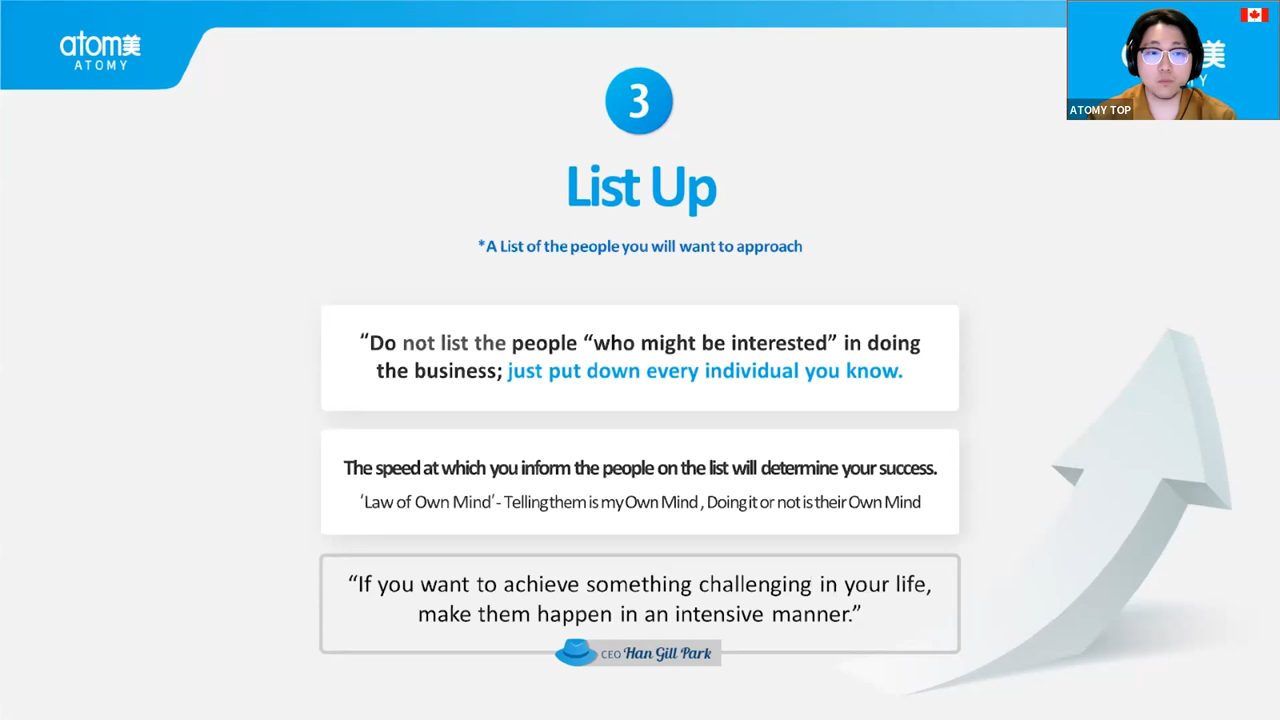 atom美
ATOMY
美
ATOMY TOP
3
List Up
*A List of the people you will want to approach
“Do not list the people “who might be interested” in doing
the business; just put down every individual you know.
The speed at which you inform the people on the list will determine your success.
‘Law of Own Mind’ - Telling them is my Own Mind , Doing it or not is their Own Mind
“If you want to achieve something challenging in your life,
make them happen in an intensive manner.”
CEO Han Gill Park